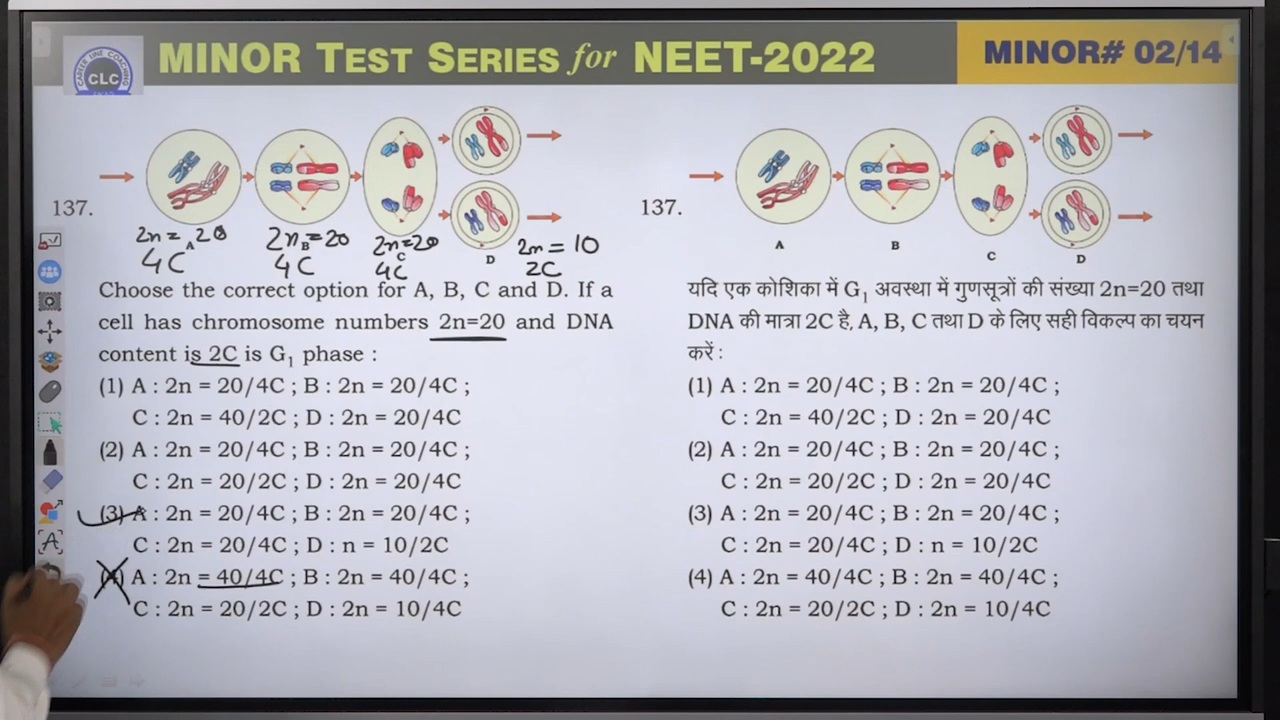 MINOR TEST SERIES for NEET-2022
MINOR# 02/14
CAREER LINE COACHING
CLC
137.
A
2n = 20
4C
B
2n = 20
4C
C
2n = 20
4C
D
2n = 10
2C
Choose the correct option for A, B, C and D. If a
cell has chromosome numbers 2n=20 and DNA
content is 2C is G₁ phase :
(1) A : 2n = 20/4C ; B : 2n = 20/4C ;
C : 2n = 40/2C ; D : 2n = 20/4C
(2) A : 2n = 20/4C ; B : 2n = 20/4C ;
C : 2n = 20/2C ; D : 2n = 20/4C
(3) A : 2n = 20/4C ; B : 2n = 20/4C ;
C : 2n = 20/4C ; D : n = 10/2C
(4) A : 2n = 40/4C ; B : 2n = 40/4C ;
C : 2n = 20/2C ; D : 2n = 10/4C
137.
A
B
C
D
यदि एक कोशिका में G₁ अवस्था में गुणसूत्रों की संख्या 2n=20 तथा
DNA की मात्रा 2C है, A, B, C तथा D के लिए सही विकल्प का चयन
करें :
(1) A : 2n = 20/4C ; B : 2n = 20/4C ;
C : 2n = 40/2C ; D : 2n = 20/4C
(2) A : 2n = 20/4C ; B : 2n = 20/4C ;
C : 2n = 20/2C ; D : 2n = 20/4C
(3) A : 2n = 20/4C ; B : 2n = 20/4C ;
C : 2n = 20/4C ; D : n = 10/2C
(4) A : 2n = 40/4C ; B : 2n = 40/4C ;
C : 2n = 20/2C ; D : 2n = 10/4C